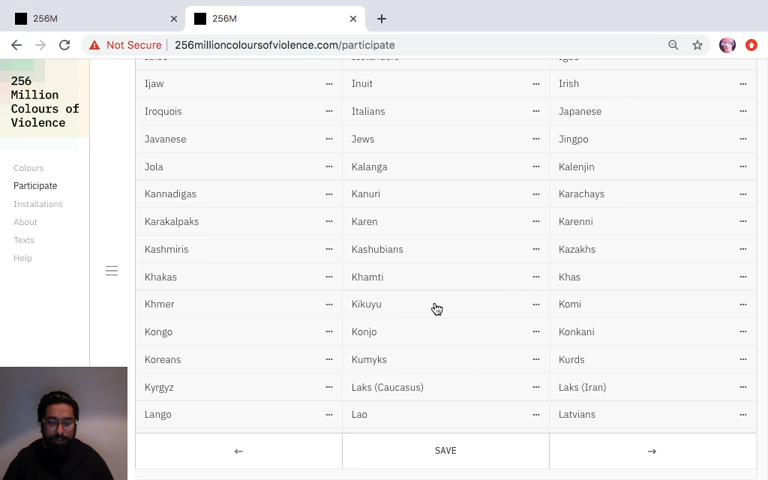 256M
256M
Not Secure 256millioncoloursofviolence.com/participate
256
Million
Colours of
Violence
Colours
Participate
Installations
About
Texts
Help
Ijaw Inuit Irish
Iroquois Italians Japanese
Javanese Jews Jingpo
Jola Kalanga Kalenjin
Kannadigas Kanuri Karachays
Karakalpaks Karen Karenni
Kashmiris Kashubians Kazakhs
Khakas Khamti Khas
Khmer Kikuyu Komi
Kongo Konjo Konkani
Koreans Kumyks Kurds
Kyrgyz Laks (Caucasus) Laks (Iran)
Lango Lao Latvians
SAVE